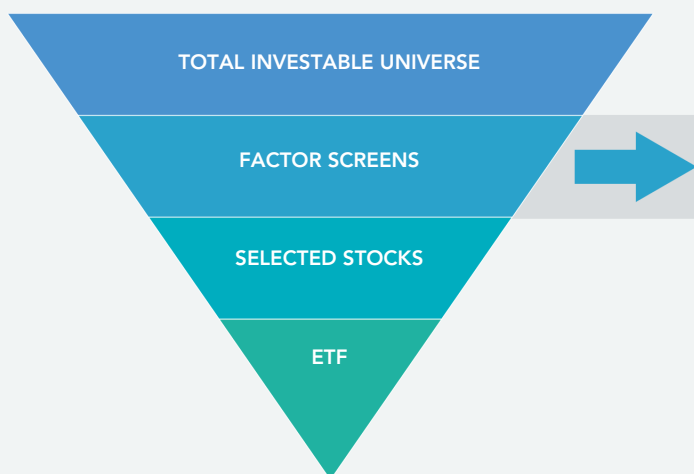 TOTAL INVESTABLE UNIVERSE
FACTOR SCREENS
SELECTED STOCKS
ETF